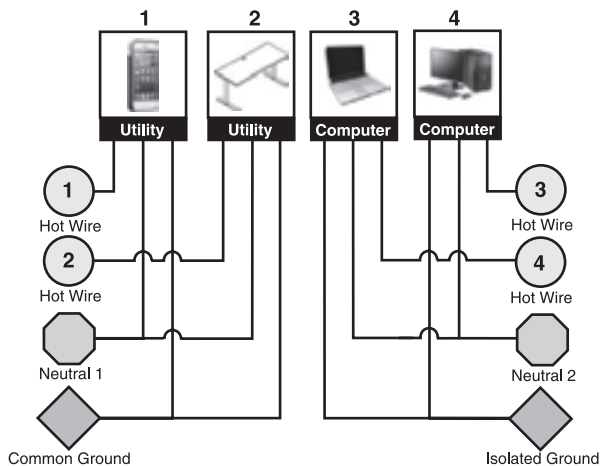 1 2 3 4
Utility Utility Computer Computer
1
Hot Wire
3
Hot Wire
2
Hot Wire
4
Hot Wire
Neutral 1
Neutral 2
Common Ground
Isolated Ground